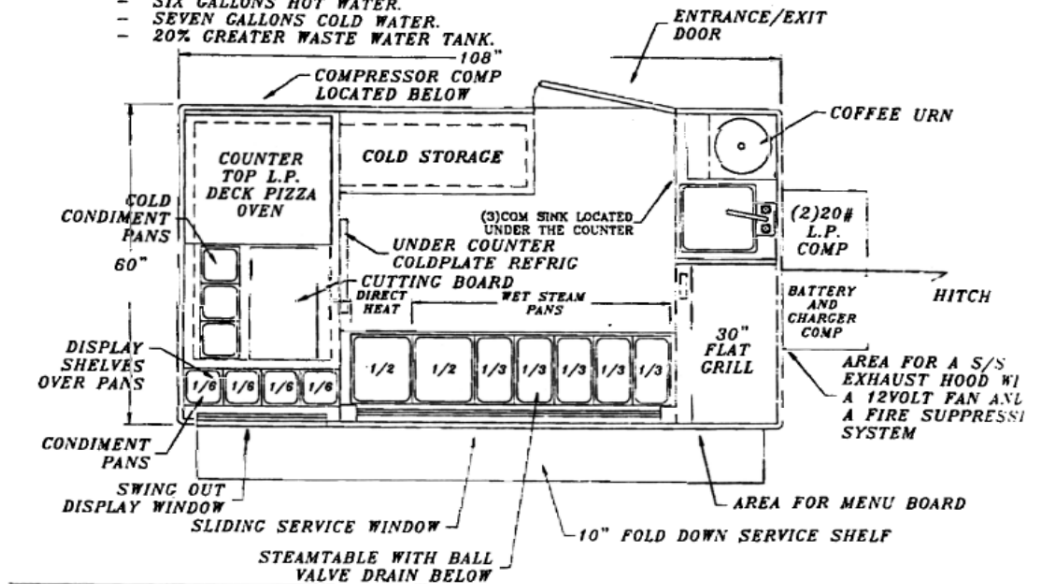 - SIX GALLONS HOT WATER.
- SEVEN GALLONS COLD WATER.
- 20% GREATER WASTE WATER TANK.
ENTRANCE/EXIT
DOOR
108"
COMPRESSOR COMP
LOCATED BELOW
COFFEE URN
COUNTER
TOP L.P.
DECK PIZZA
OVEN
COLD STORAGE
COLD
CONDIMENT
PANS
60"
(3)COM SINK LOCATED
UNDER THE COUNTER
(2)20#
L.P.
COMP
UNDER COUNTER
COLDPLATE REFRIG
CUTTING BOARD
DIRECT
HEAT
WET STEAM
PANS
HITCH
BATTERY
AND
CHARGER
COMP
30"
FLAT
GRILL
DISPLAY
SHELVES
OVER PANS
1/6 1/6 1/6 1/6
1/2 1/2 1/3 1/3 1/3 1/3 1/3
AREA FOR A S/S
EXHAUST HOOD
A 12VOLT FAN
A FIRE
SYSTEM
CONDIMENT
PANS
SWING OUT
DISPLAY WINDOW
AREA FOR MENU BOARD
SLIDING SERVICE WINDOW
10" FOLD DOWN SERVICE SHELF
STEAMTABLE WITH BALL
VALVE DRAIN BELOW